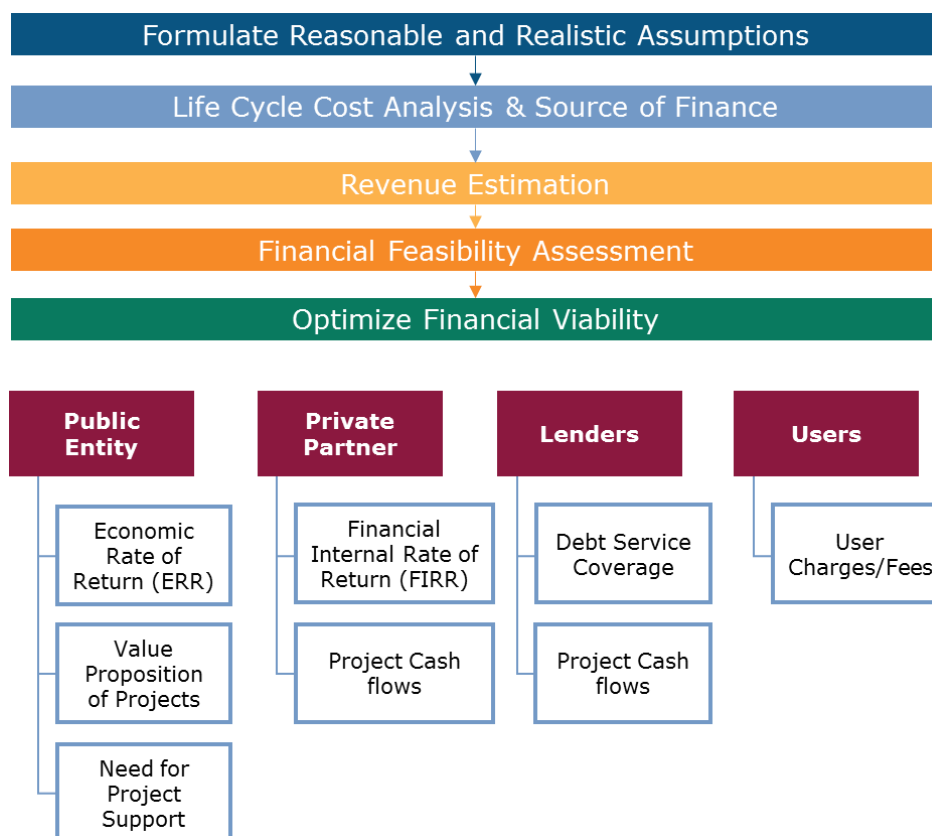 Formulate Reasonable and Realistic Assumptions
Life Cycle Cost Analysis & Source of Finance
Revenue Estimation
Financial Feasibility Assessment
Optimize Financial Viability
Public
Entity
Economic
Rate of
Return (ERR)
Value
Proposition
of Projects
Need for
Project
Support
Private
Partner
Financial
Internal Rate of
Return (FIRR)
Project Cash
flows
Lenders
Debt Service
Coverage
Project Cash
flows
Users
User
Charges/Fees